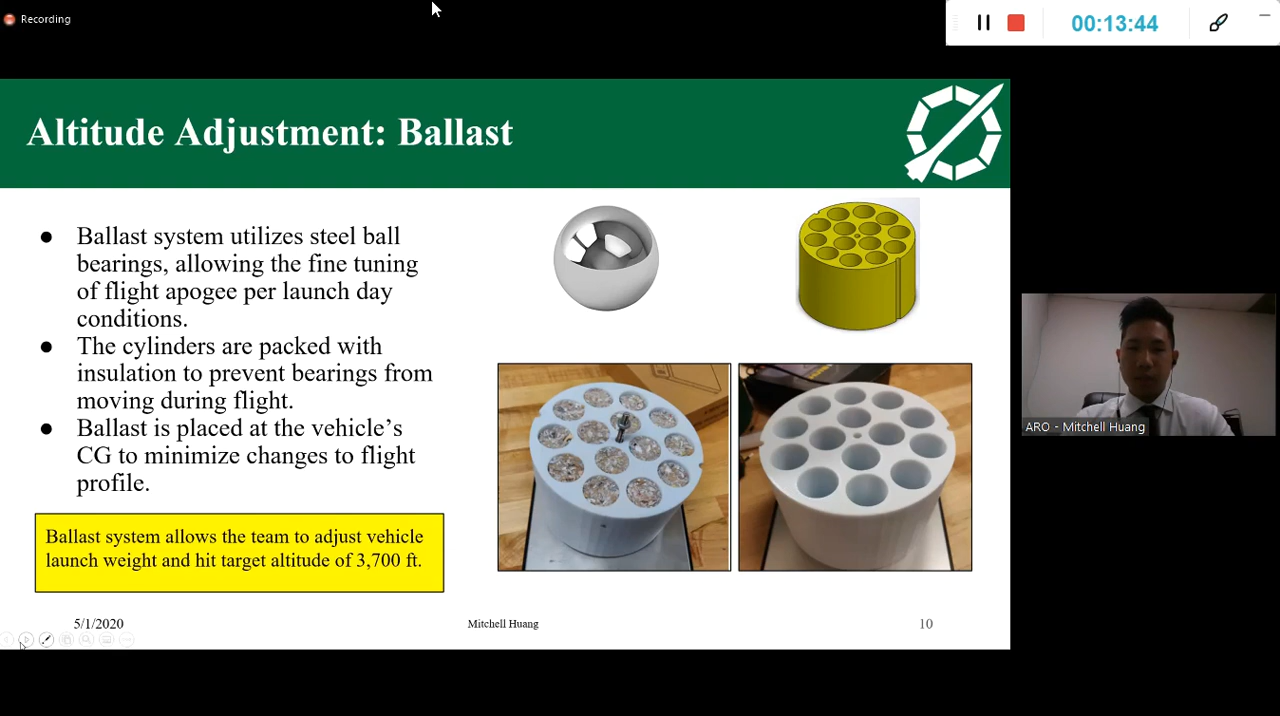 Recording
00:13:44
Altitude Adjustment: Ballast
● Ballast system utilizes steel ball
bearings, allowing the fine tuning
of flight apogee per launch day
conditions.
● The cylinders are packed with
insulation to prevent bearings from
moving during flight.
● Ballast is placed at the vehicle’s
CG to minimize changes to flight
profile.
Ballast system allows the team to adjust vehicle
launch weight and hit target altitude of 3,700 ft.
ARO - Mitchell Huang
5/1/2020
Mitchell Huang
10